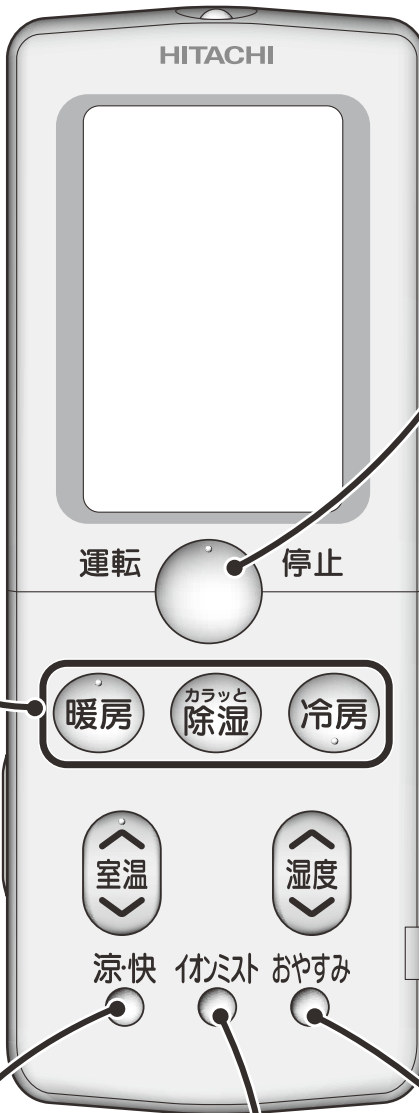 HITACHI
運転 停止
暖房 カラッと除湿 冷房
室温 湿度
涼・快 イオンミスト おやすみ